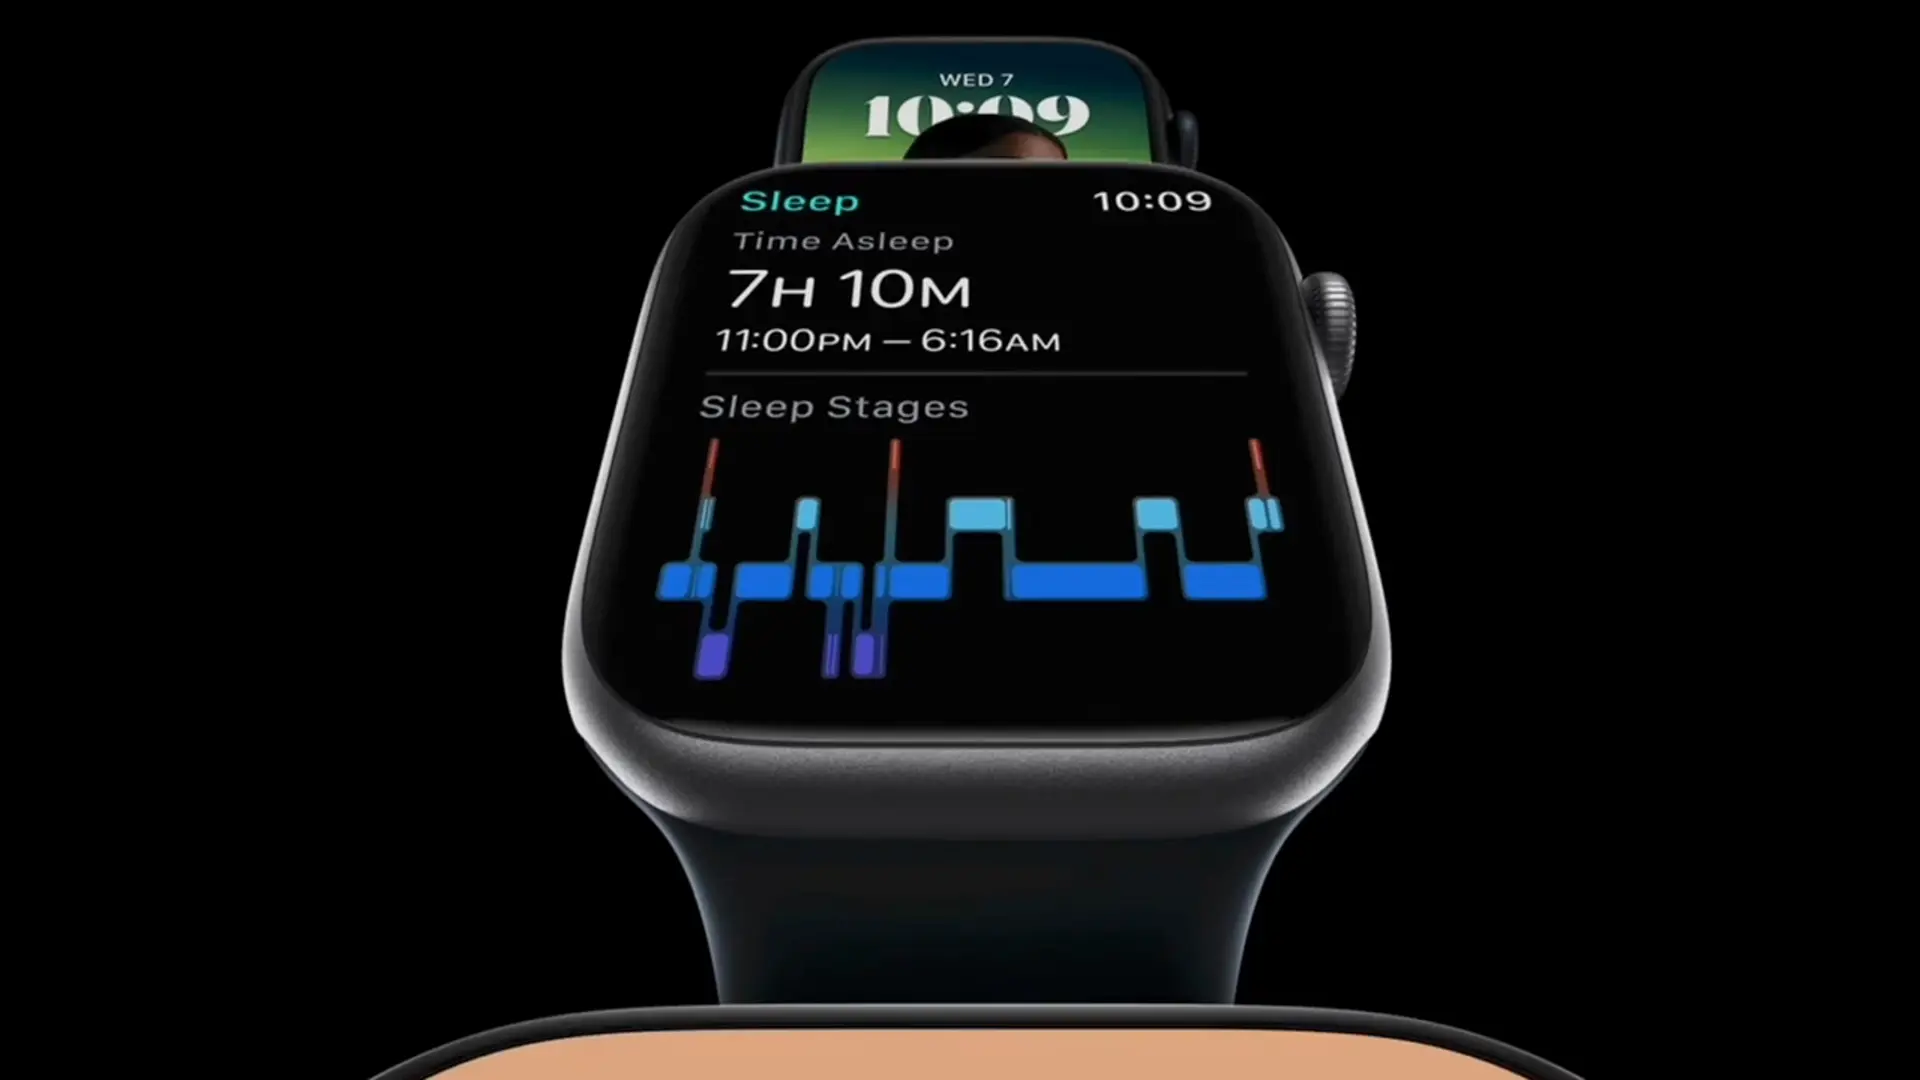 WED 7
10:09
Sleep 10:09
Time Asleep
7H 10M
11:00PM – 6:16AM
Sleep Stages